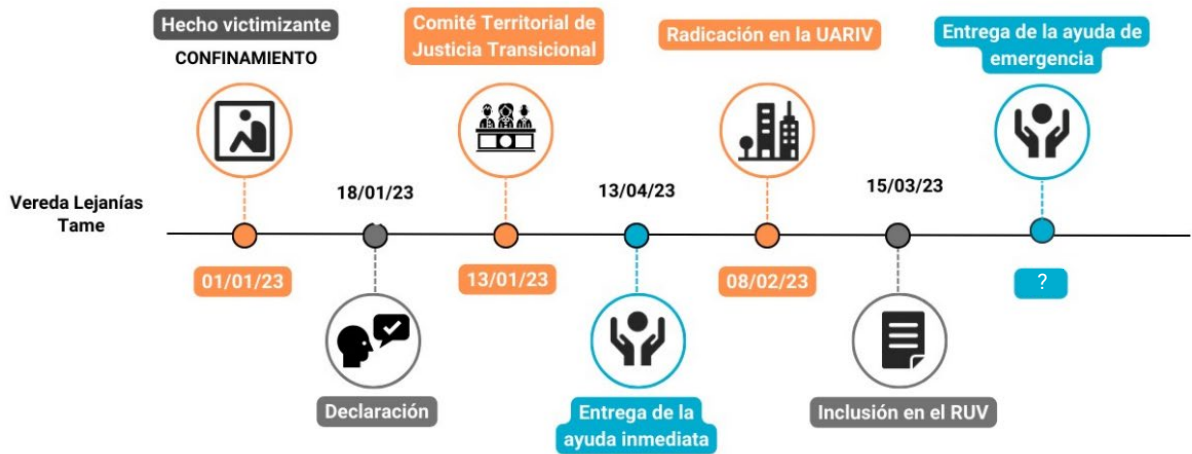 Hecho victimizante
CONFINAMIENTO
Comité Territorial de
Justicia Transicional
Radicación en la UARIV
Entrega de la ayuda de
emergencia
18/01/23
13/04/23
15/03/23
Vereda Lejanías
Tame
01/01/23
13/01/23
08/02/23
?
Declaración
Entrega de la
ayuda inmediata
Inclusión en el RUV